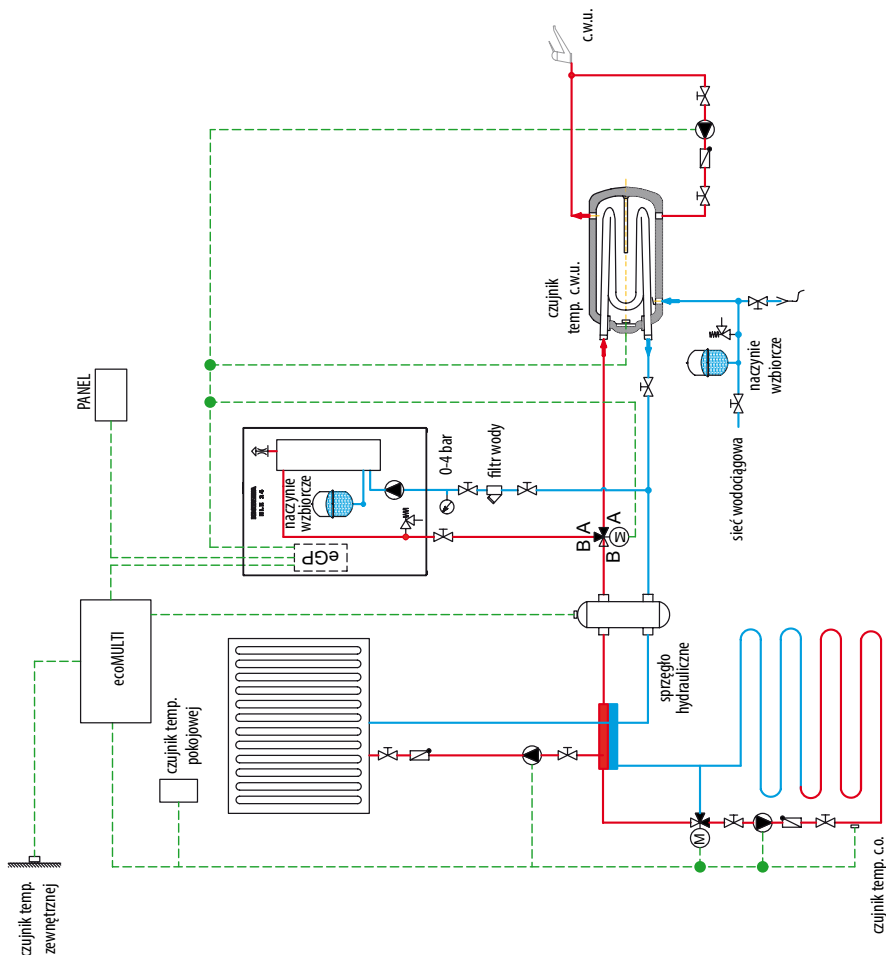 c.w.u.
czujnik
temp. c.w.u.
PANEL
naczynie
wzbiorcze
eGP
0-4 bar
filtr wody
naczynie
wzbiorcze
sieć wodociągowa
B A
B
M
A
ecoMULTI
sprzęgło
hydrauliczne
czujnik temp.
pokojowej
czujnik temp.
zewnętrznej
M
czujnik temp. c.o.